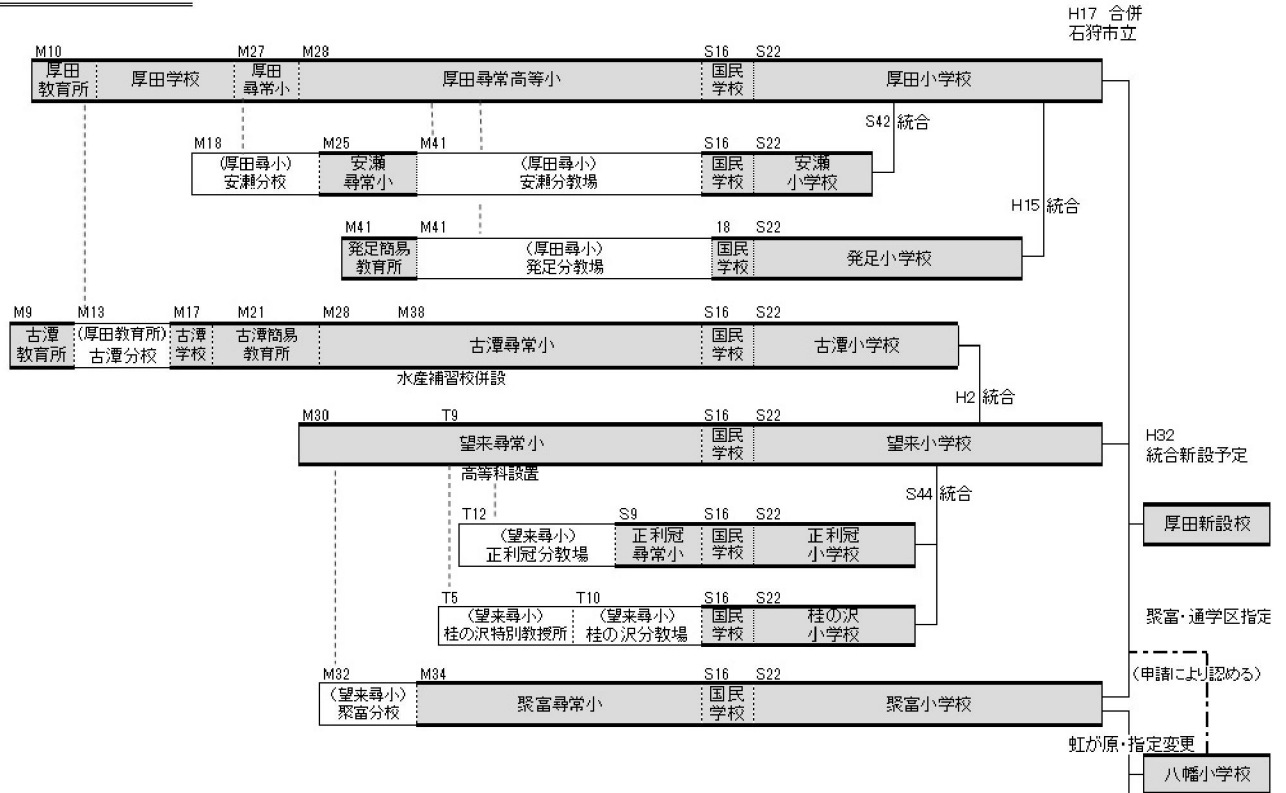 H17 合併
石狩市立
M10
M27
M28
S16
S22
厚田
教育所
厚田学校
厚田
尋常小
厚田尋常高等小
国民
学校
厚田小学校
S42 統合
M18
M25
M41
S16
S22
(厚田尋小)
安瀬分校
安瀬
尋常小
(厚田尋小)
安瀬分教場
国民
学校
安瀬
小学校
H15 統合
M41
M41
18
S22
発足簡易
教育所
(厚田尋小)
発足分教場
国民
学校
発足小学校
M9
M13
M17
M21
M28
M38
S16
S22
古潭
教育所
(厚田教育所)
古潭分校
古潭
学校
古潭簡易
教育所
古潭尋常小
国民
学校
古潭小学校
水産補習校併設
H2 統合
M30
T9
S16
S22
望来尋常小
国民
学校
望来小学校
高等科設置
H32
統合新設予定
S44 統合
T12
S9
S16
S22
(望来尋小)
正利冠分教場
正利冠
尋常小
国民
学校
正利冠
小学校
厚田新設校
T5
T10
S16
S22
(望来尋小)
桂の沢特別教授所
(望来尋小)
桂の沢分教場
国民
学校
桂の沢
小学校
聚富・通学区指定
M32
M34
S16
S22
(望来尋小)
聚富分校
聚富尋常小
国民
学校
聚富小学校
(申請により認める)
虹が原・指定変更
八幡小学校